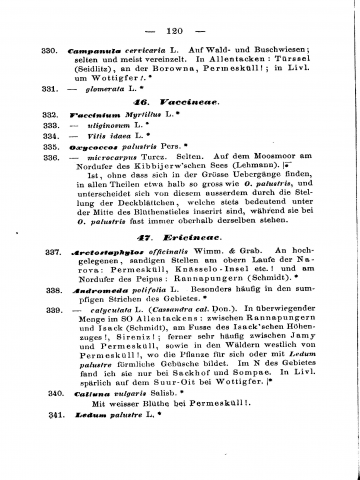 — 120 —
330. Campanula cervicaria L. Auf Wald- und Buschwiesen;
selten und meist vereinzelt. In Allentacken: Türssel
(Seidlitz), an der Borowna, Permesküll!; in Livl.
um Wottigfer!. *
331. — glomerata L. *
46. Vaccineae.
332. Vaccinium Myrtillus L. *
333. — uliginosum L. *
334. — Vitis idaea L. *
335. Oxycoccos palustris Pers. *
336. — microcarpus Turcz. Selten. Auf dem Moosmoor am
Nordufer des Kibbijerw'schen Sees (Lehmann).
Ist, ohne dass sich in der Grösse Uebergänge finden,
in allen Theilen etwa halb so gross wie O. palustris, und
unterscheidet sich von diesem ausserdem durch die Stel-
lung der Deckblättchen, welche stets bedeutend unter
der Mitte des Blüthenstieles inserirt sind, während sie bei
O. palustris fast immer oberhalb derselben stehen.
47. Ericineae.
337. Arctostaphylos officinalis Wimm. & Grab. An hoch-
gelegenen, sandigen Stellen am obern Laufe der Na-
rova: Permesküll, Knässelo-Insel etc.! und am
Nordufer des Peipus: Rannapungern (Schmidt). *
338. Andromeda polifolia L. Besonders häufig in den sum-
pfigen Strichen des Gebietes. *
339. — calyculata L. (Cassandra cal. Don.). In überwiegender
Menge im SO Allentackens: zwischen Rannapungern
und Isack (Schmidt), am Fusse des Isack'schen Höhen-
zuges!, Sireniz!; ferner sehr häufig zwischen Jamy
und Permesküll, sowie in den Wäldern westlich von
Permesküll!, wo die Pflanze für sich oder mit Ledum
palustre förmliche Gebüsche bildet. Im N des Gebietes
fand ich sie nur bei Sackhof und Sompae. In Livl.
spärlich auf dem Suur-Oit bei Wottigfer. *
340. Calluna vulgaris Salisb. *
Mit weisser Blüthe bei Permesküll!.
341. Ledum palustre L. *